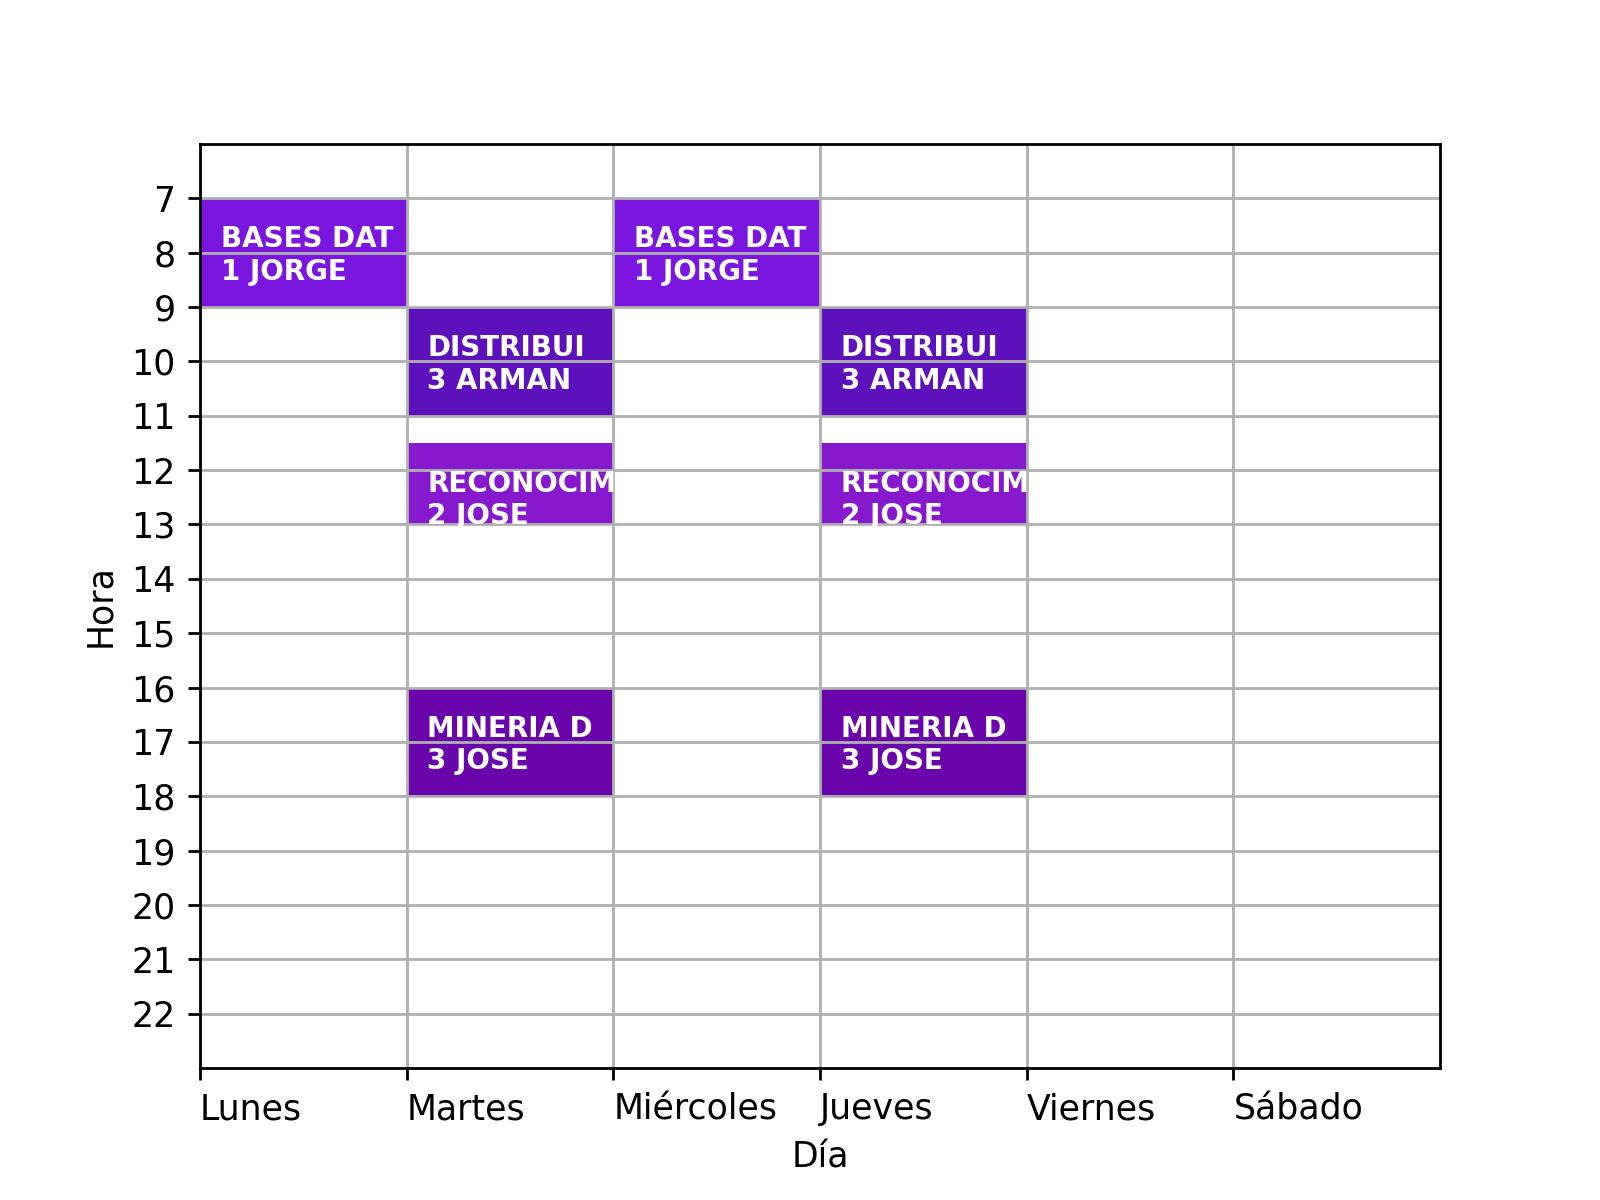 7
8
9
10
11
12
13
14
15
16
17
18
19
20
21
22
Hora
BASES DAT
1 JORGE
BASES DAT
1 JORGE
DISTRIBUI
3 ARMAN
DISTRIBUI
3 ARMAN
RECONOCIM
2 JOSE
RECONOCIM
2 JOSE
MINERIA D
3 JOSE
MINERIA D
3 JOSE
Lunes Martes Miércoles Jueves Viernes Sábado
Día